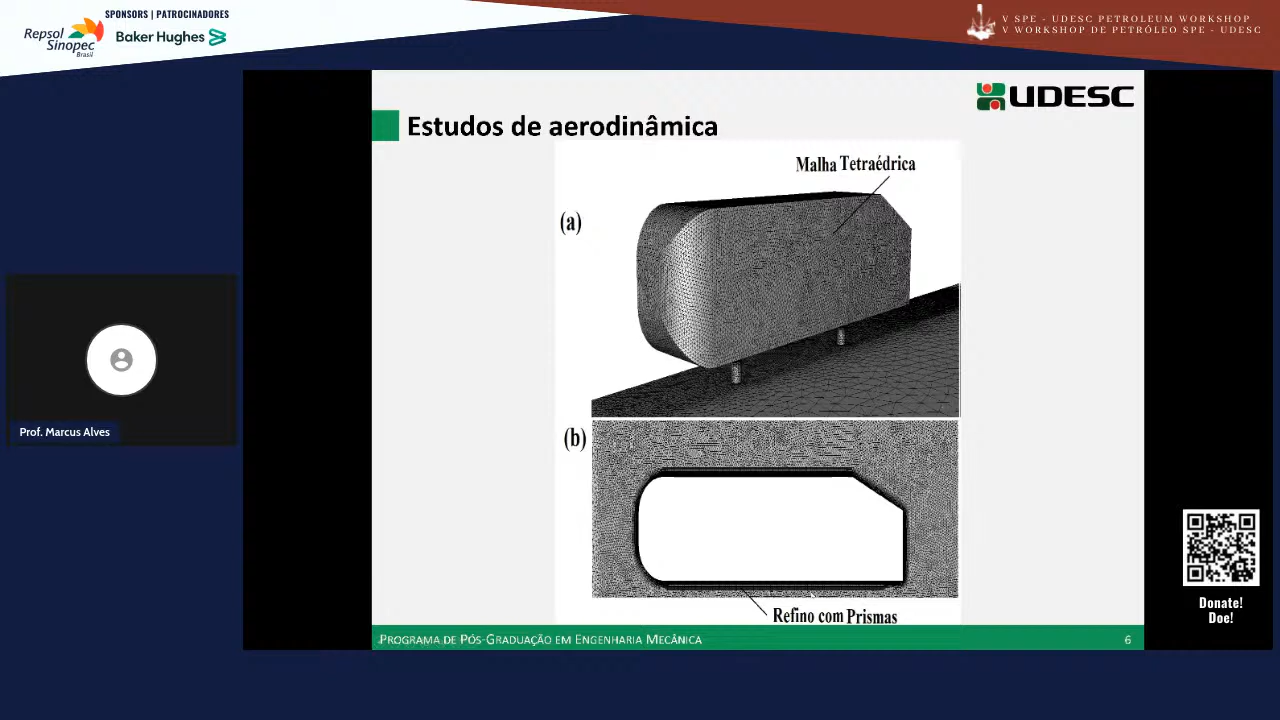 SPONSORS | PATROCINADORES
Repsol
Sinopec
Brasil
Baker Hughes
V SPE - UDESC PETROLEUM WORKSHOP
V WORKSHOP DE PETRÓLEO SPE - UDESC
UDESC
Estudos de aerodinâmica
Malha Tetraédrica
(a)
(b)
Refino com Prismas
Prof. Marcus Alves
Donate!
Doe!
PROGRAMA DE PÓS-GRADUAÇÃO EM ENGENHARIA MECÂNICA
6